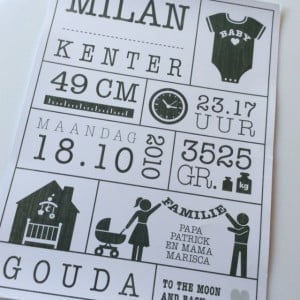 MILAN
BABY
KENTER
49 CM
23.17
UUR
MAANDAG
18.10
2010
3525
GR.
kg
FAMILIE
PAPA
PATRICK
EN MAMA
MARISCA
GOUDA
TO THE MOON
AND BACK